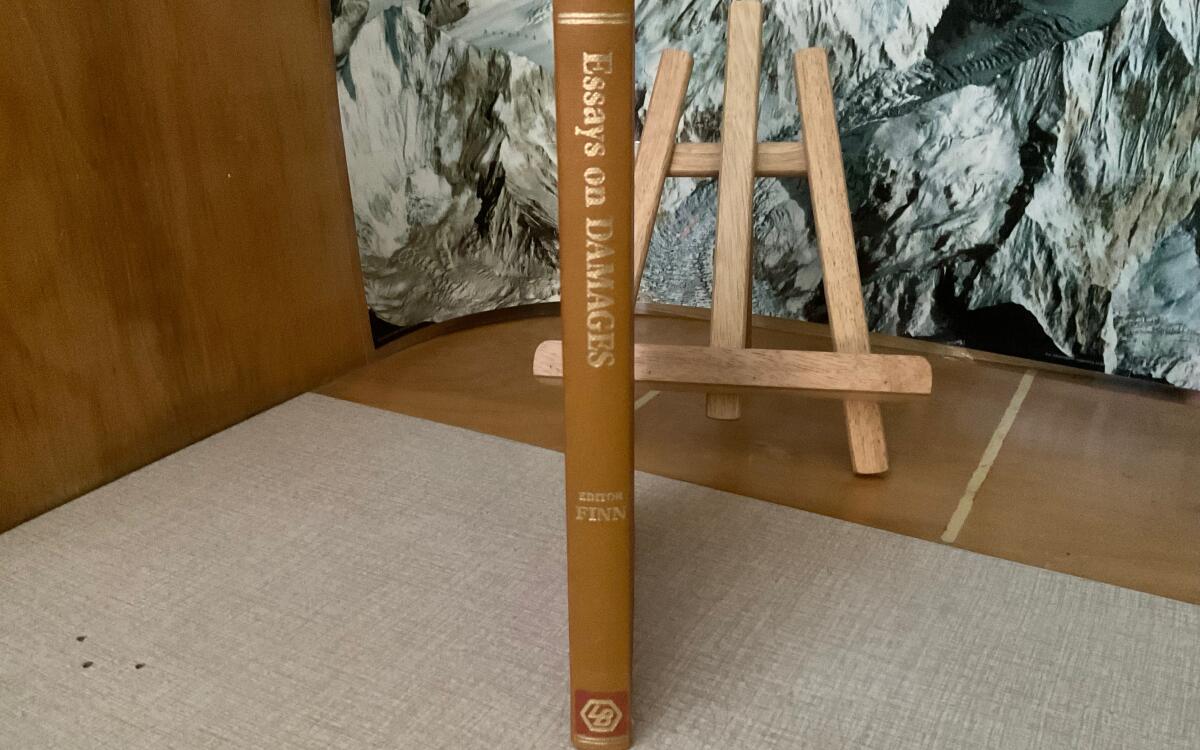 Essays on DAMAGES
EDITOR
FINN
LB